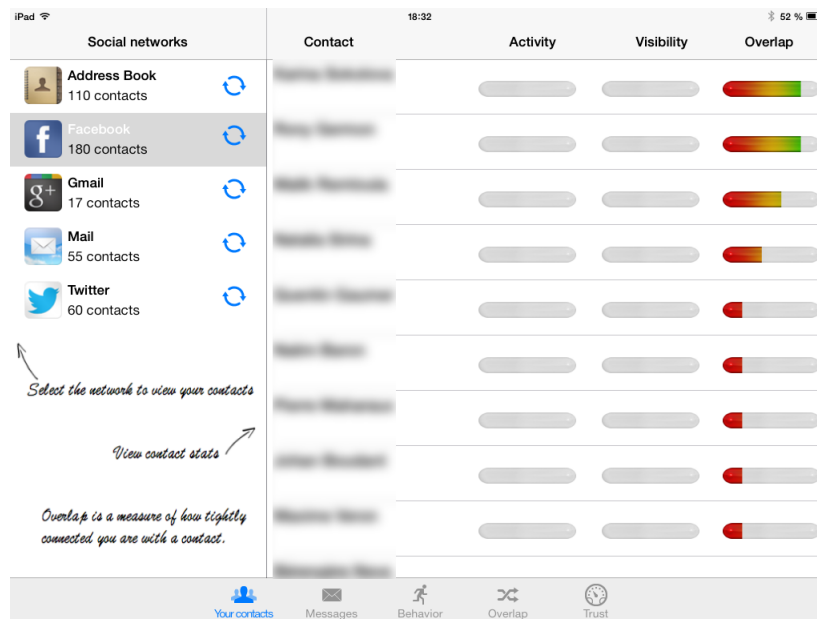 iPad 18:32 52 %
Social networks Contact Activity Visibility Overlap
Address Book
110 contacts
Facebook
180 contacts
Gmail
17 contacts
Mail
55 contacts
Twitter
60 contacts
Select the network to view your contacts
View contact stats
Overlap is a measure of how tightly
connected you are with a contact.
Your contacts Messages Behavior Overlap Trust